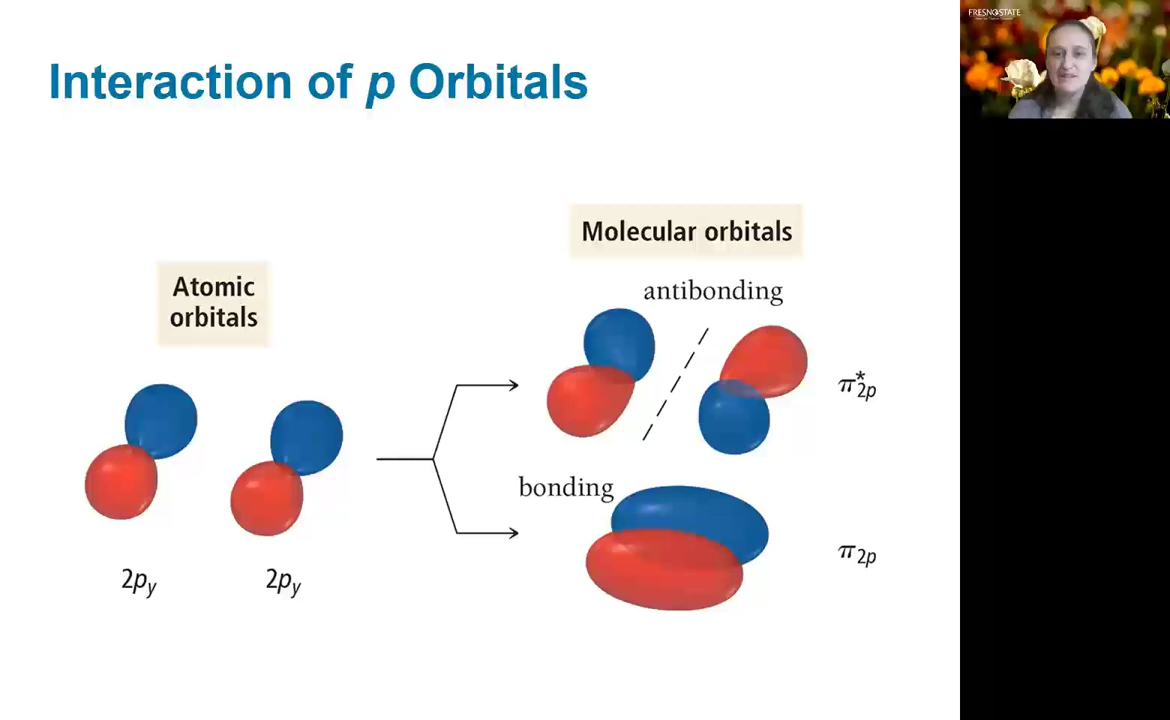 Interaction of p Orbitals
FRESNO STATE
Molecular orbitals
Atomic
orbitals
antibonding
π*2p
bonding
π2p
2py
2py